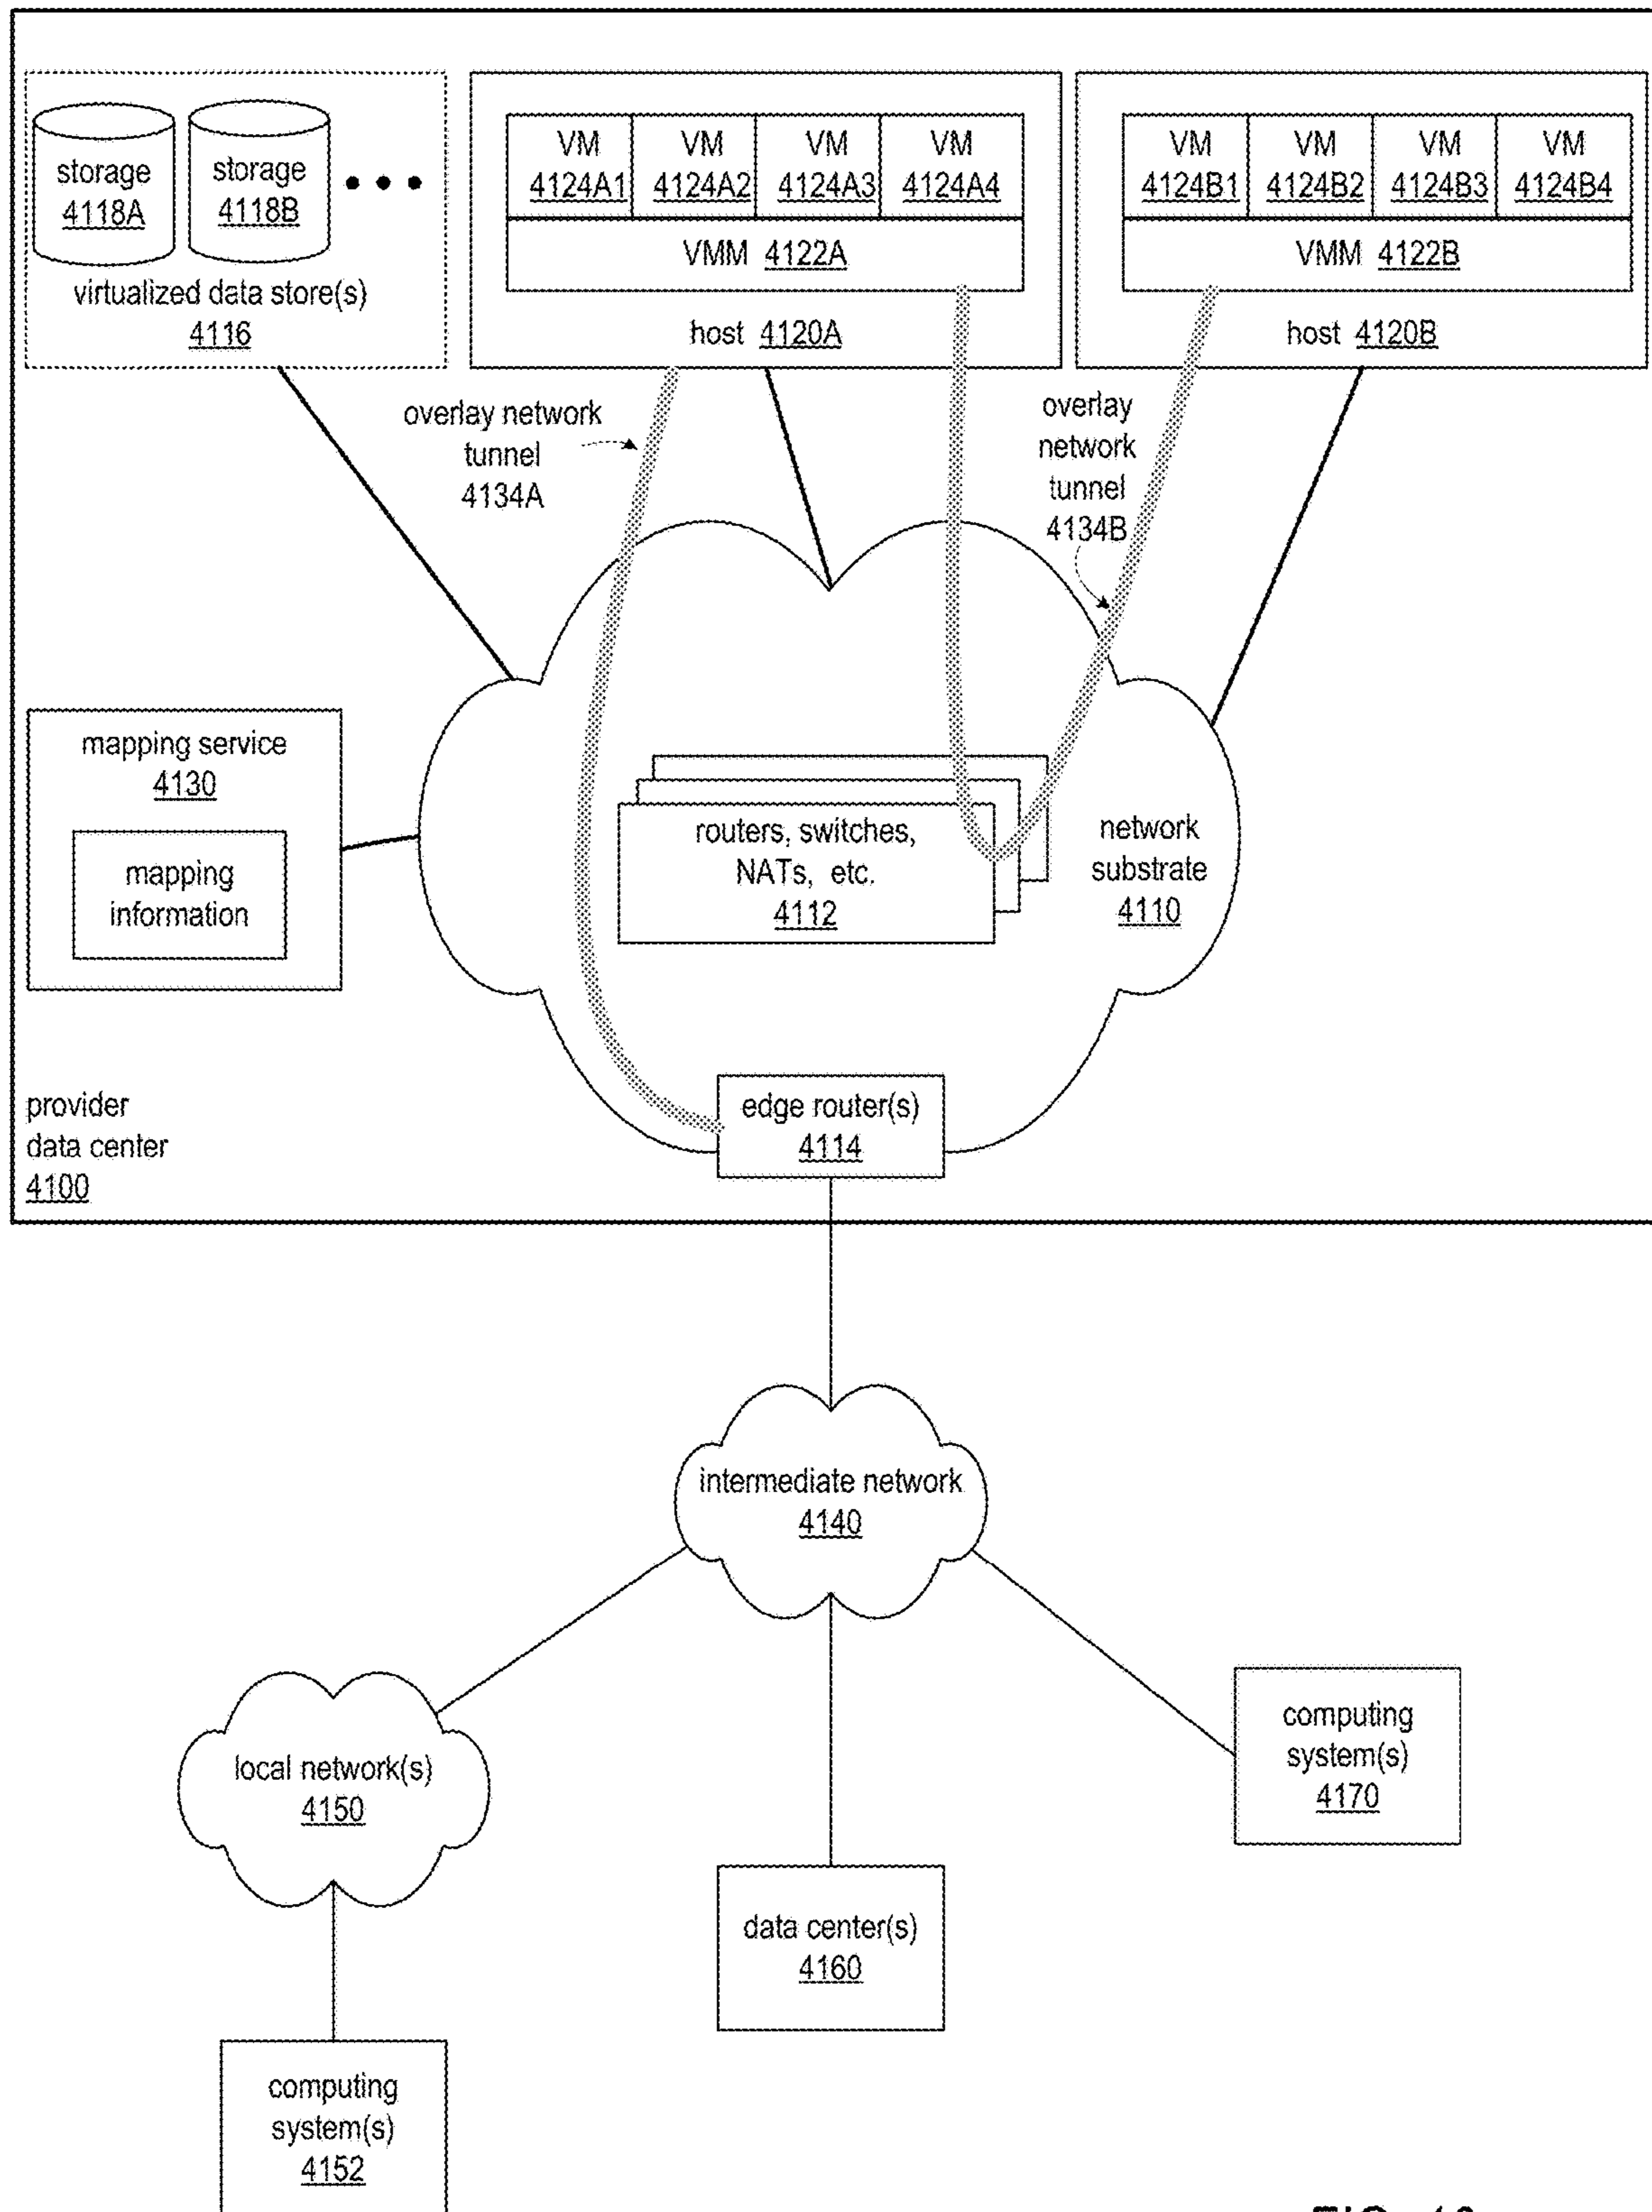 storage
4118A
storage
4118B
virtualized data store(s)
4116
VM
4124A1
VM
4124A2
VM
4124A3
VM
4124A4
VMM 4122A
host 4120A
VM
4124B1
VM
4124B2
VM
4124B3
VM
4124B4
VMM 4122B
host 4120B
overlay network
tunnel
4134A
overlay
network
tunnel
4134B
mapping service
4130
mapping
information
routers, switches,
NATs, etc.
4112
network
substrate
4110
edge router(s)
4114
provider
data center
4100
intermediate network
4140
local network(s)
4150
computing
system(s)
4170
data center(s)
4160
computing
system(s)
4152